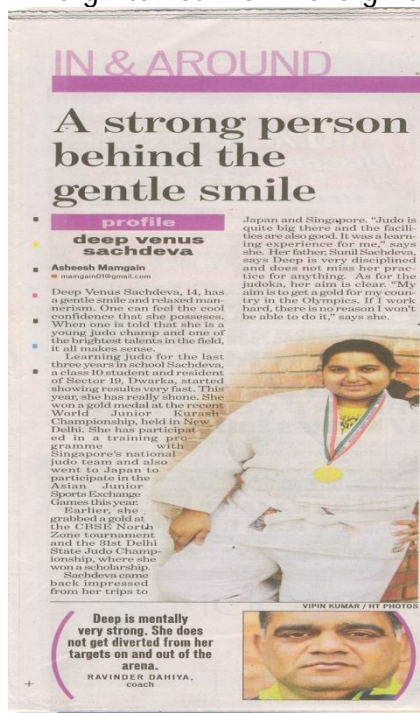 IN & AROUND
A strong person
behind the
gentle smile
profile
deep venus
sachdeva
Asheesh Mamgain
mamgain01@gmail.com
Deep Venus Sachdeva, 14, has
a gentle smile and relaxed man-
nerism. One can feel the cool
confidence that she possesses.
When one is told that she is a
young judo champ and one of
the brightest talents in the field,
it all makes sense.
Learning judo for the last
three years in school Sachdeva,
a class 10 student and resident
of Sector 19, Dwarka, started
showing results very fast. This
year, she has really shone. She
won a gold medal at the recent
World Junior Kurash
Championship, held in New
Delhi. She has participat-
ed in a training pro-
gramme with
Singapore's national
judo team and also
went to Japan to
participate in the
Asian Junior
Sports Exchange
Games this year.
Earlier, she
grabbed a gold at
the CBSE North
Zone tournament
and the 31st Delhi
State Judo Champ-
ionship, where she
won a scholarship.
Sachdeva came
back impressed
from her trips to
Japan and Singapore. "Judo is
quite big there and the facili-
ties are also good. It was a learn-
ing experience for me," says
she. Her father, Sunil Sachdeva,
says Deep is very disciplined
and does not miss her prac-
tice for anything. As for the
judoka, her aim is clear. "My
aim is to get a gold for my coun-
try in the Olympics. If I work
hard, there is no reason I won't
be able to do it," says she.
VIPIN KUMAR / HT PHOTOS
Deep is mentally
very strong. She does
not get diverted from her
targets on and out of the
arena.
RAVINDER DAHIYA,
coach